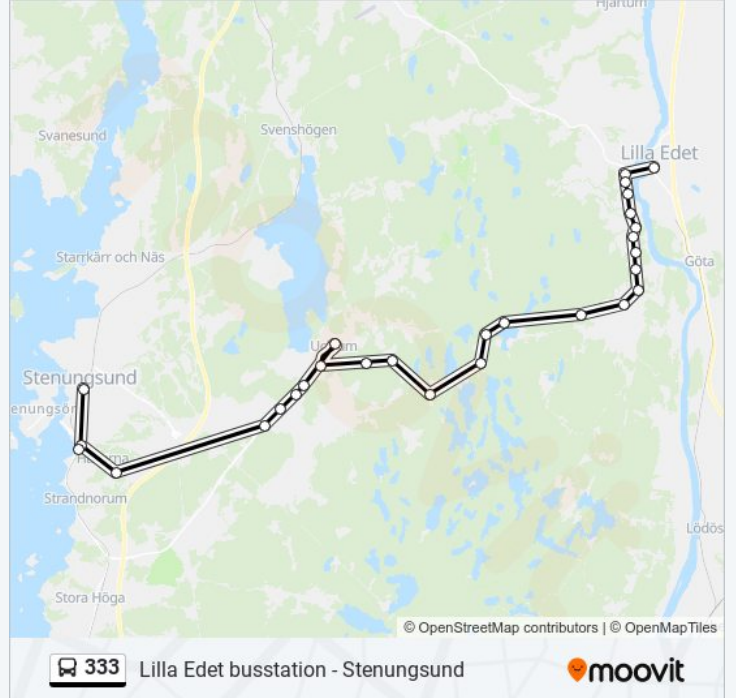 Hjärtum
Svanesund
Svenshögen
Lilla Edet
Starrkärr och Näs
Göta
Stenungsund
Strandnorum
Lödös
Stora Höga
© OpenStreetMap contributors | © OpenMapTiles
333 Lilla Edet busstation - Stenungsund
moovit